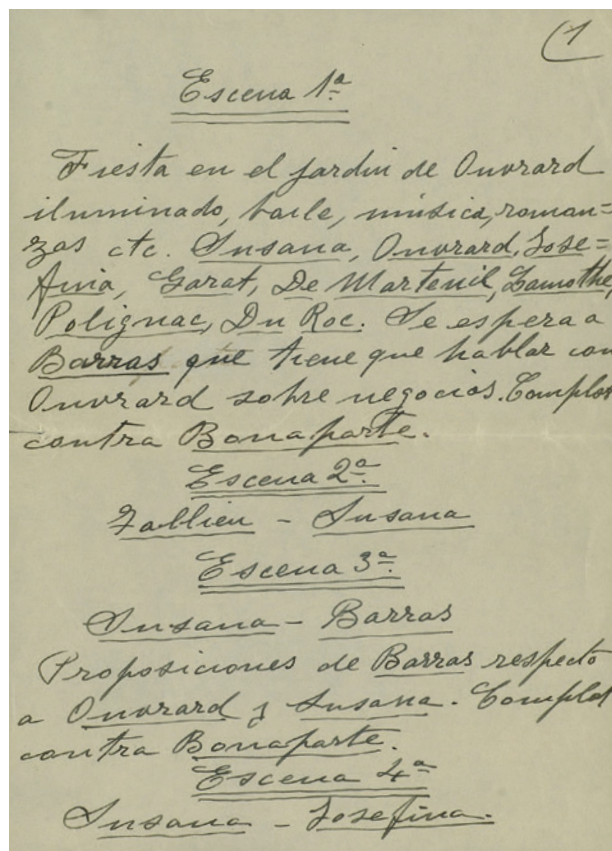 (1
Escena 1ª
Fiesta en el jardin de Ouvrard
iluminado, baile, música, roman-
zas etc. Susana, Ouvrard, Jose=
fina, Garat, De Marteuil, Lamothe,
Polignac, Du Roc. Se espera a
Barras que tiene que hablar con
Ouvrard sobre negocios. Complot
contra Bonaparte.
Escena 2ª
Tallien - Susana
Escena 3ª
Susana - Barras
Proposiciones de Barras respecto
a Ouvrard y Susana. Complot
contra Bonaparte.
Escena 4ª
Susana - Josefina.